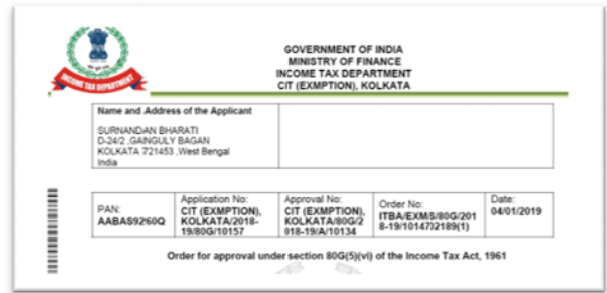 GOVERNMENT OF INDIA
MINISTRY OF FINANCE
INCOME TAX DEPARTMENT
CIT (EXMPTION), KOLKATA
INCOME TAX DEPARTMENT
Name and .Address of the Applicant
SURNANDIAN BHARATI
D-24/2 ,GAINGULY BAGAN
KOLKATA 721453 ,West Bengal
India
PAN:
AABAS92!60Q
Application No:
CIT (EXMPTION),
KOLKATA/2018-
19/80G/10157
Approval No:
CIT (EXMPTION),
KOLKATA/80G/2
018-19/A/10134
Order No:
ITBA/EXM/S/80G/201
8-19/1014702189(1)
Date:
04/01/2019
Order for approval under section 80G(5)(vi) of the Income Tax Act, 1961